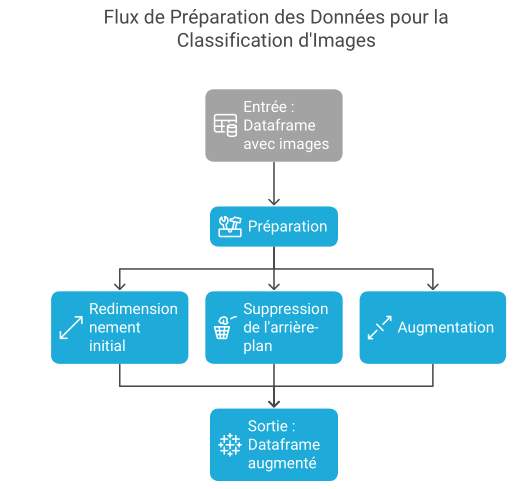 Flux de Préparation des Données pour la
Classification d'Images
Entrée :
Dataframe
avec images
Préparation
Redimension
nement
initial
Suppression
de l'arrière-
plan
Augmentation
Sortie :
Dataframe
augmenté